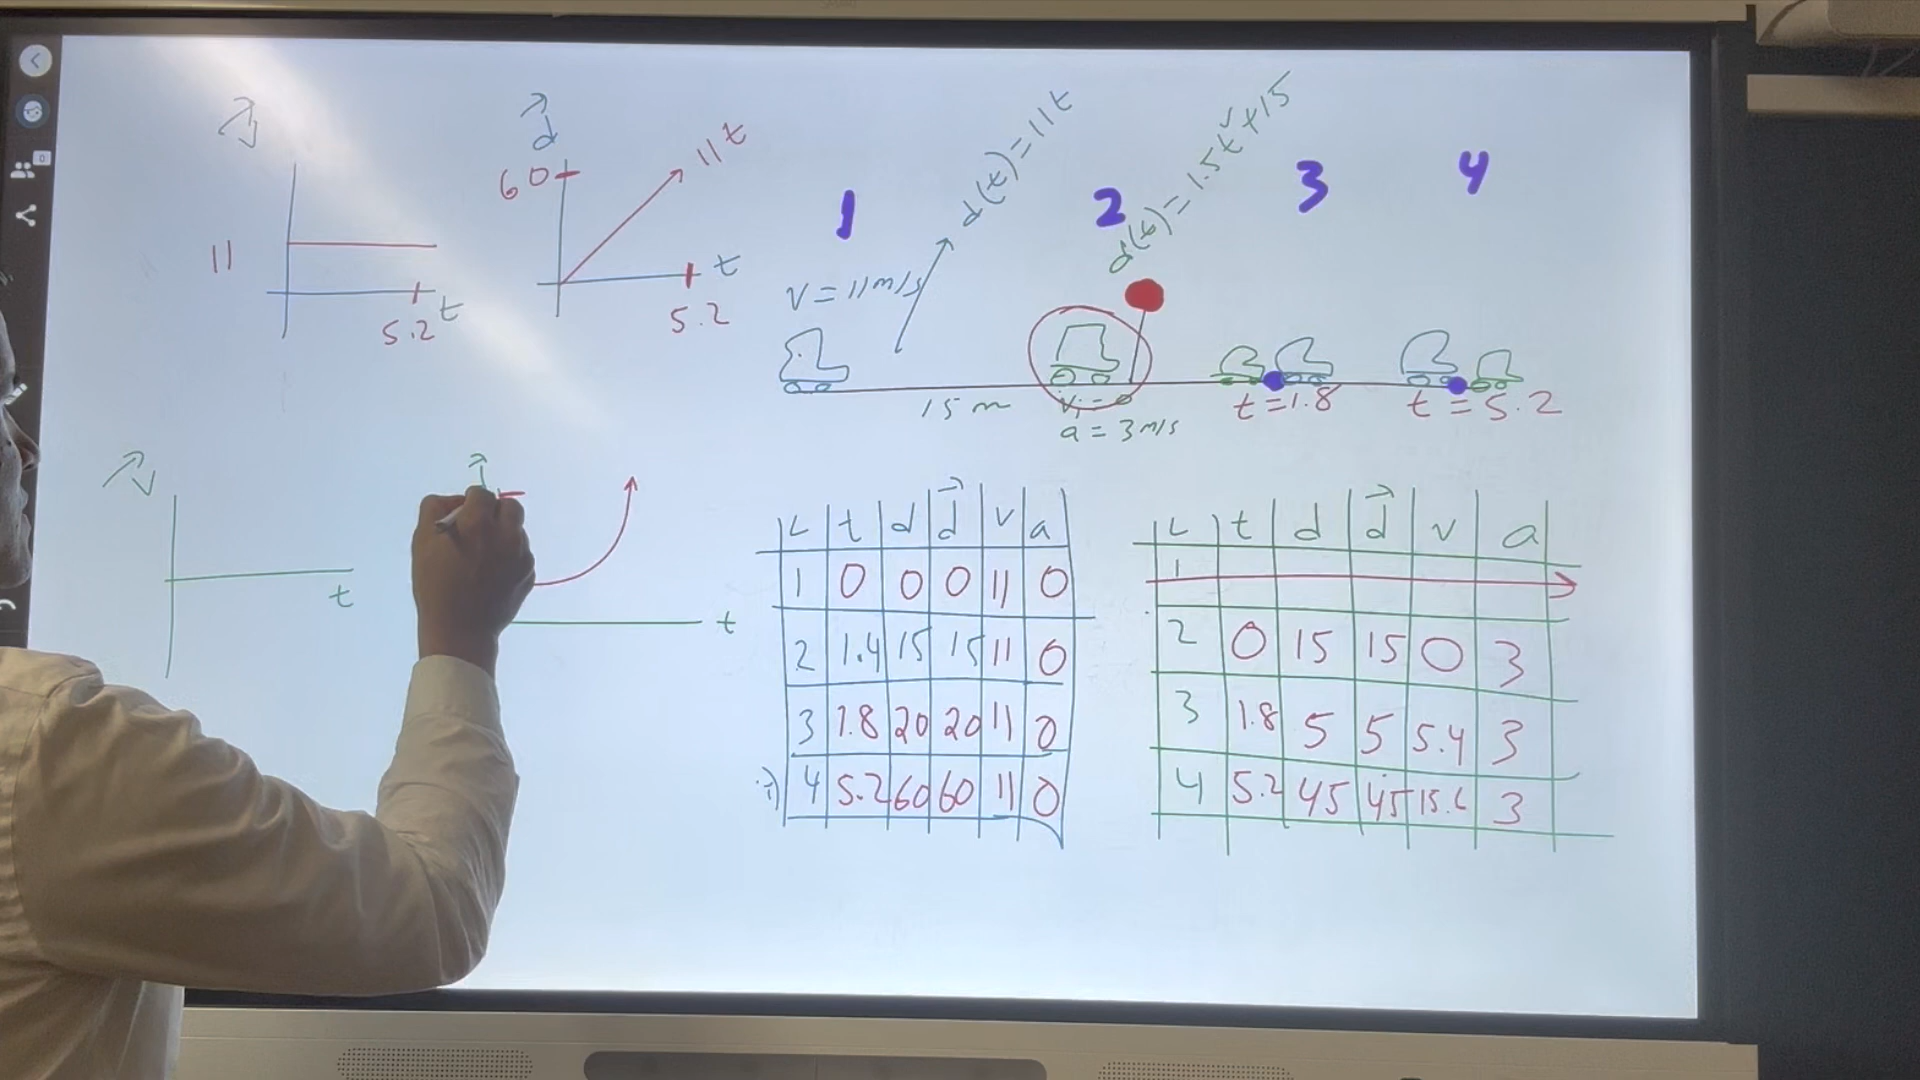 v
11
5.2
t
d
60
11t
t
5.2
1
2
3
4
d(t)=11t
d(t)=1.5t²+15
v=11m/s
15m
a=3m/s
t=1.8
t=5.2
v
t
t
L t d d v a
1 0 0 0 11 0
2 1.4 15 15 11 0
3 1.8 20 20 11 0
4 5.2 60 60 11 0
L t d d v a
1
2 0 15 15 0 3
3 1.8 5 5 5.4 3
4 5.2 45 45 15.6 3
0